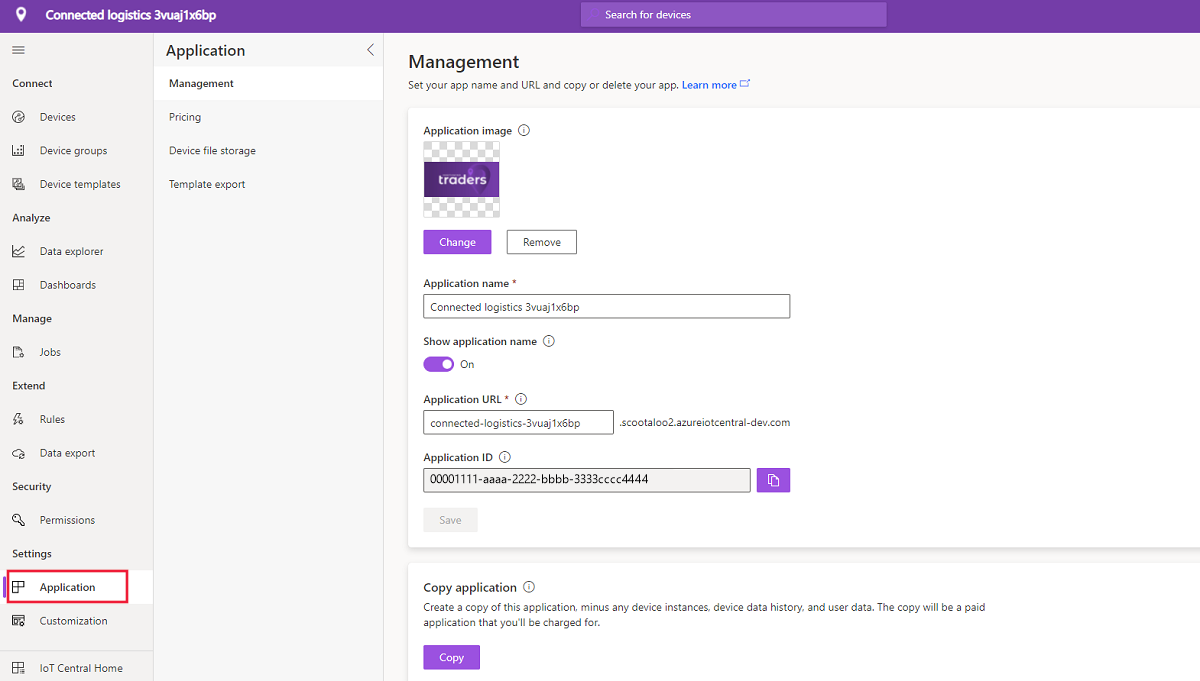 Connected logistics 3vuaj1x6bp
Search for devices
Connect
Devices
Device groups
Device templates
Analyze
Data explorer
Dashboards
Manage
Jobs
Extend
Rules
Data export
Security
Permissions
Settings
Application
Customization
IoT Central Home
Application
Management
Pricing
Device file storage
Template export
Management
Set your app name and URL and copy or delete your app. Learn more
Application image
traders
Change
Remove
Application name *
Connected logistics 3vuaj1x6bp
Show application name
On
Application URL *
connected-logistics-3vuaj1x6bp .scootaloo2.azureiotcentral-dev.com
Application ID
00001111-aaaa-2222-bbbb-3333cccc4444
Save
Copy application
Create a copy of this application, minus any device instances, device data history, and user data. The copy will be a paid
application that you'll be charged for.
Copy